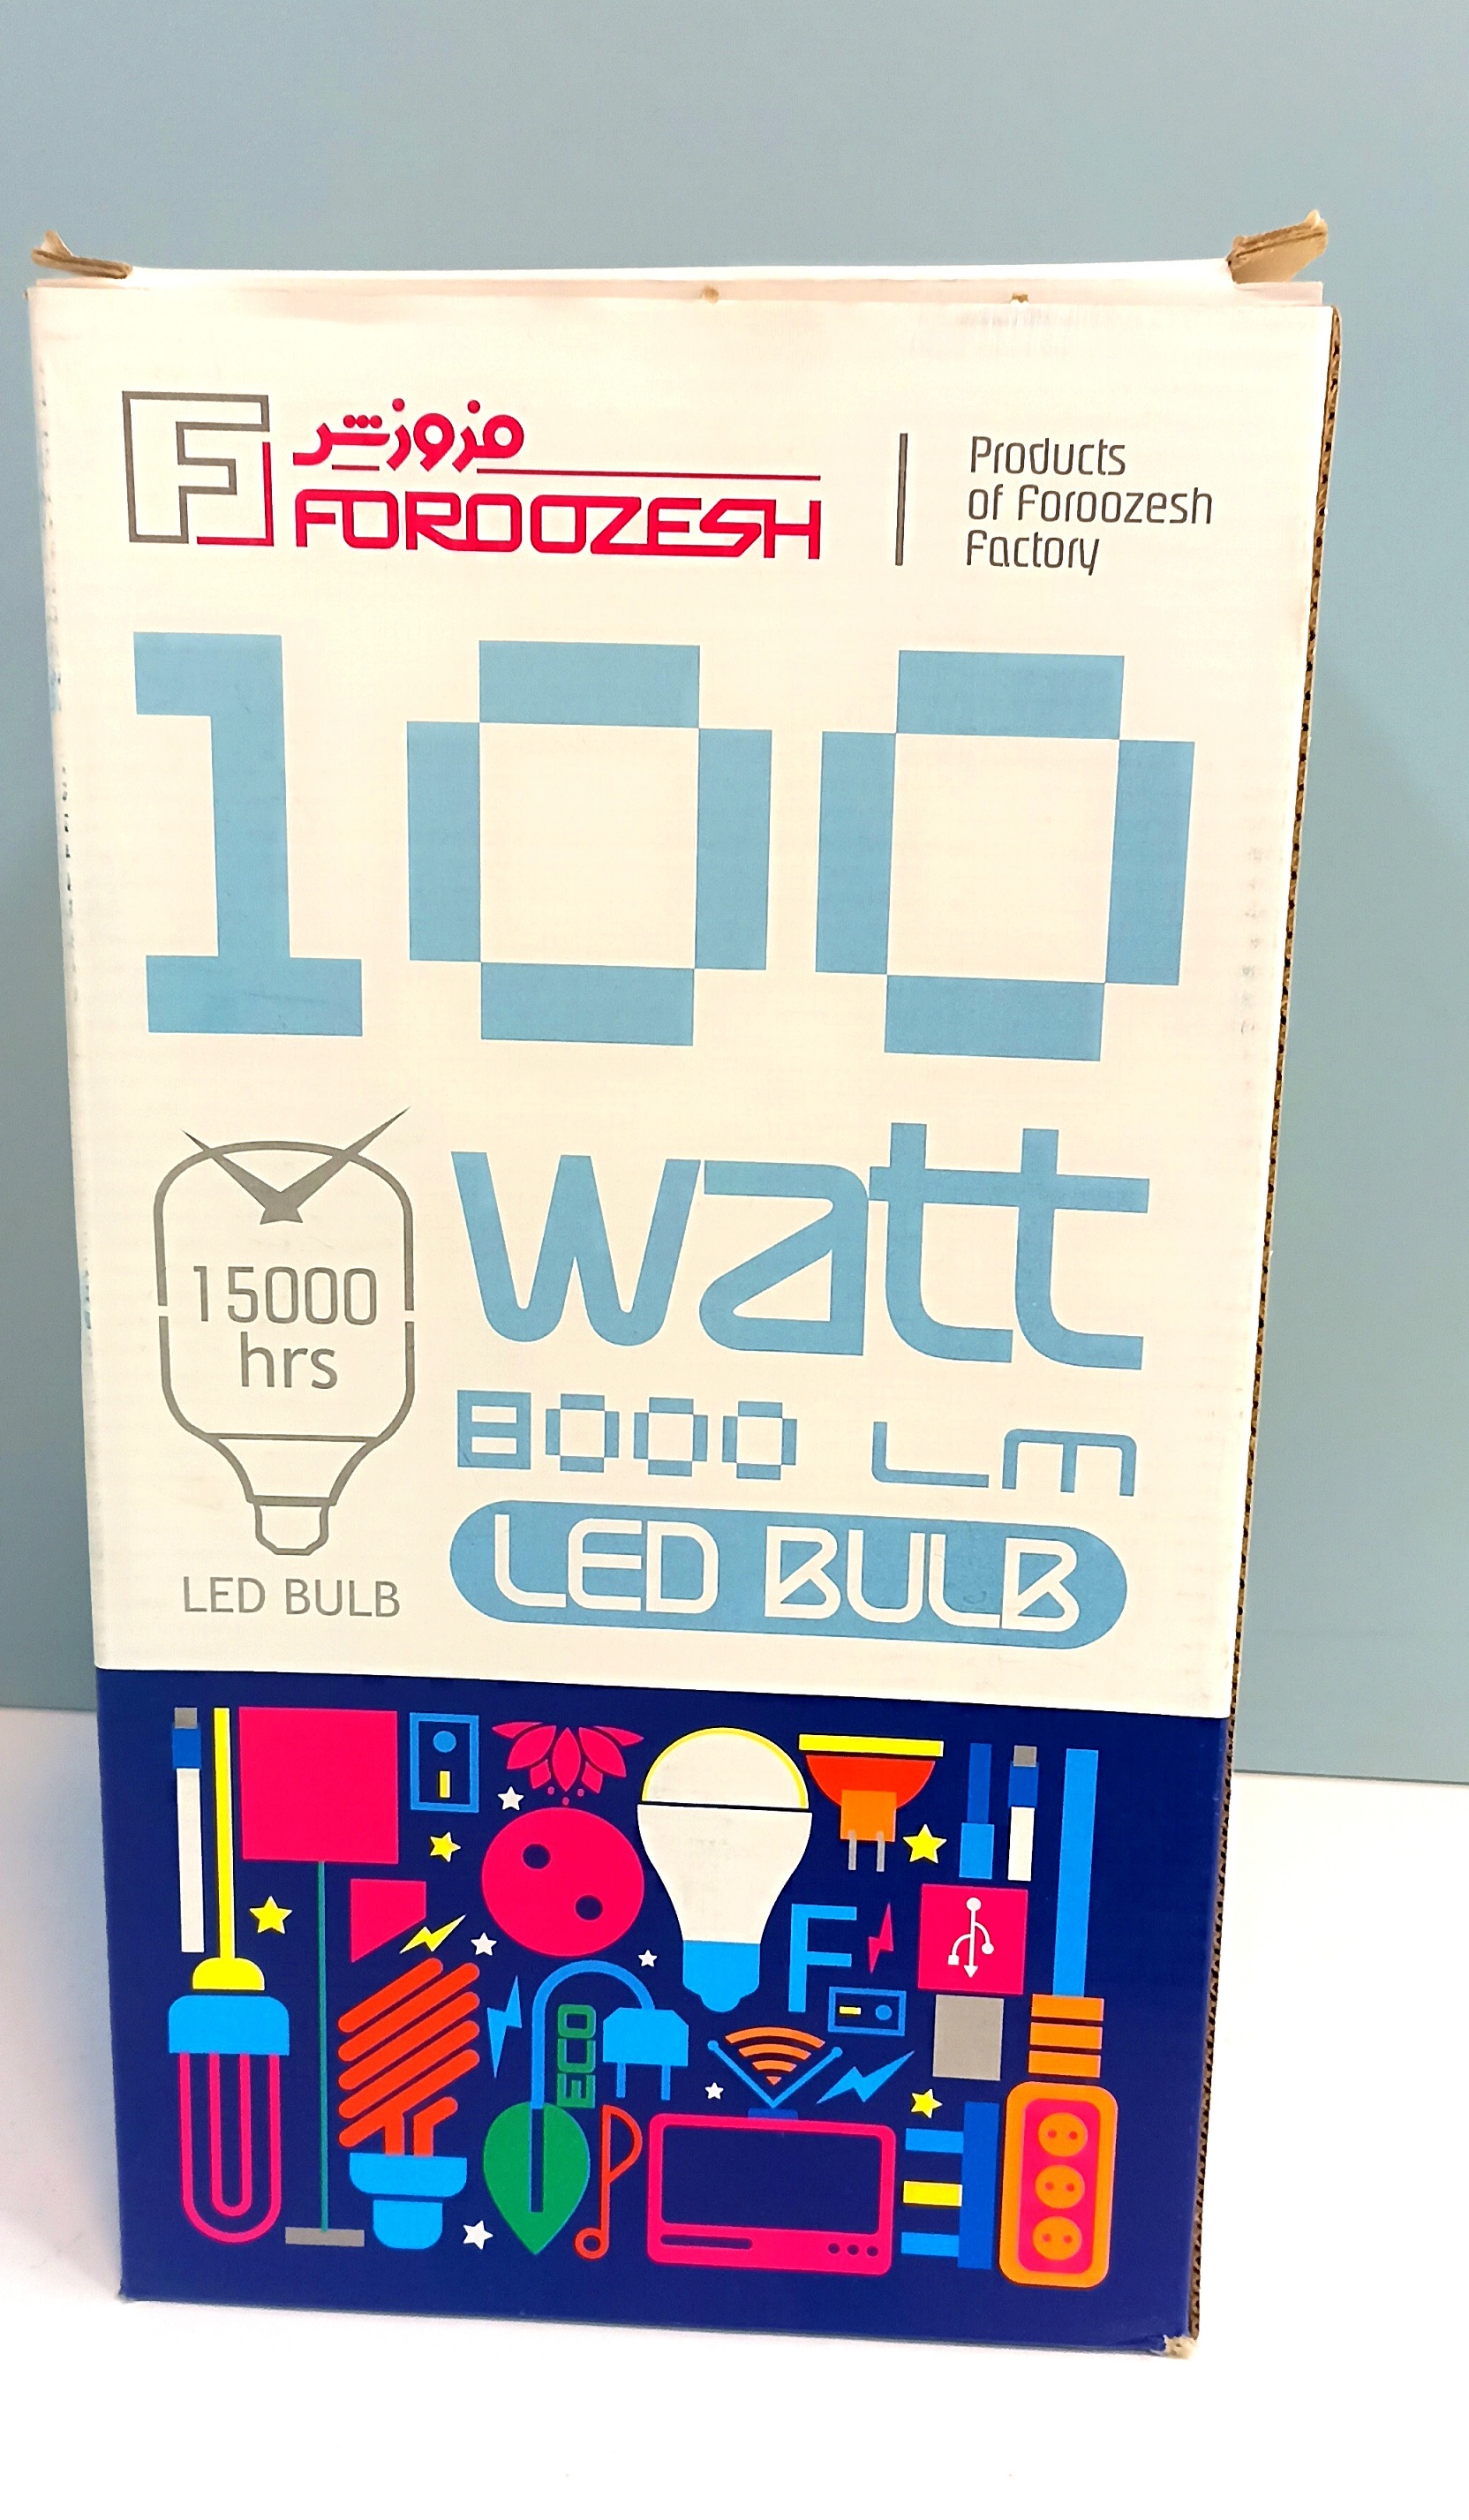 F
فروزش
FOROOZESH
Products
of Foroozesh
Factory
100
watt
15000
hrs
8000 Lm
LED BULB
LED BULB
F
ECO